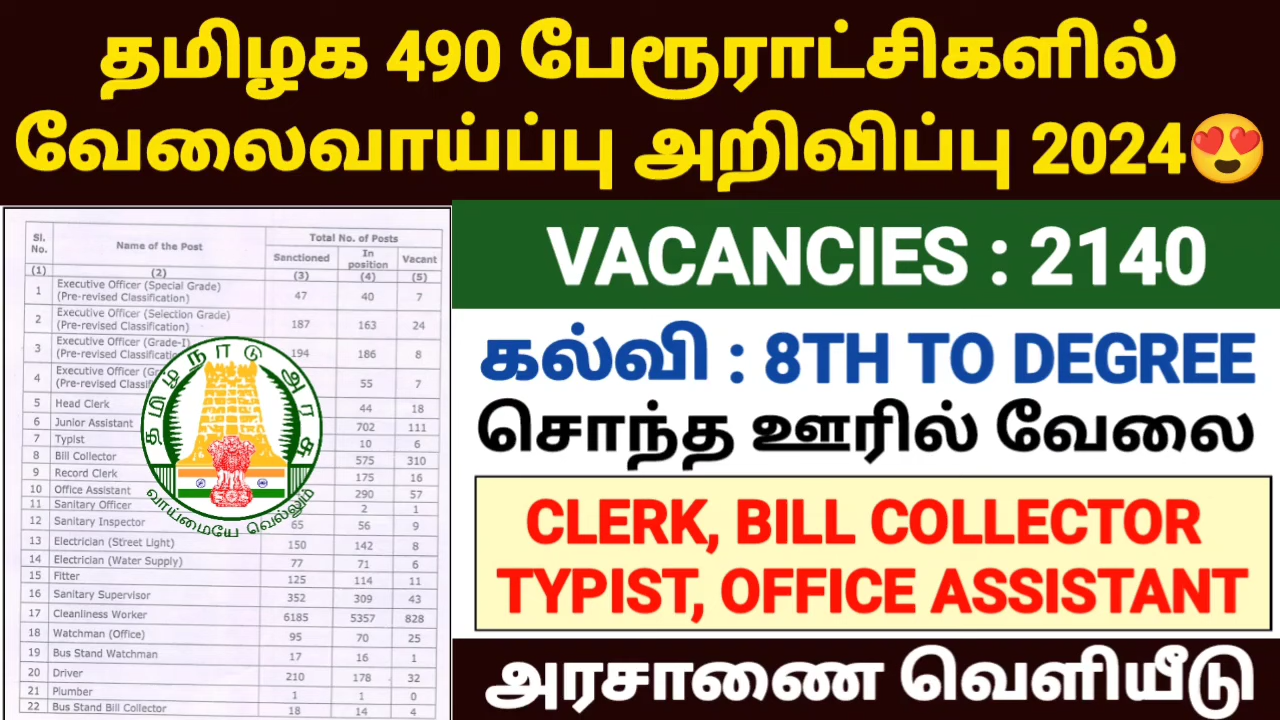 தமிழக 490 பேரூராட்சிகளில்
வேலைவாய்ப்பு அறிவிப்பு 2024😍
Sl. No. Name of the Post Total No. of Posts
Sanctioned In position Vacant
(1) (2) (3) (4) (5)
1 Executive Officer (Special Grade) (Pre-revised Classification) 47 40 7
2 Executive Officer (Selection Grade) (Pre-revised Classification) 187 163 24
3 Executive Officer (Grade-I) (Pre-revised Classification 194 186 8
4 Executive Officer (Pre-revised 55 7
5 Head Clerk 44 18
6 Junior Assistant 702 111
7 Typist 10 6
8 Bill Collector 575 310
9 Record Clerk 175 16
10 Office Assistant 290 57
11 Sanitary Officer 2 1
12 Sanitary Inspector 65 56 9
13 Electrician (Street Light) 150 142 8
14 Electrician (Water Supply) 77 71 6
15 Fitter 125 114 11
16 Sanitary Supervisor 352 309 43
17 Cleanliness Worker 6185 5357 828
18 Watchman (Office) 95 70 25
19 Bus Stand Watchman 17 16 1
20 Driver 210 178 32
21 Plumber 1 1 0
22 Bus Stand Bill Collector 18 14 4
தமிழ்நாடு அரசு
வாய்மையே வெல்லும்
VACANCIES : 2140
கல்வி : 8TH TO DEGREE
சொந்த ஊரில் வேலை
CLERK, BILL COLLECTOR
TYPIST, OFFICE ASSISTANT
அரசாணை வெளியீடு